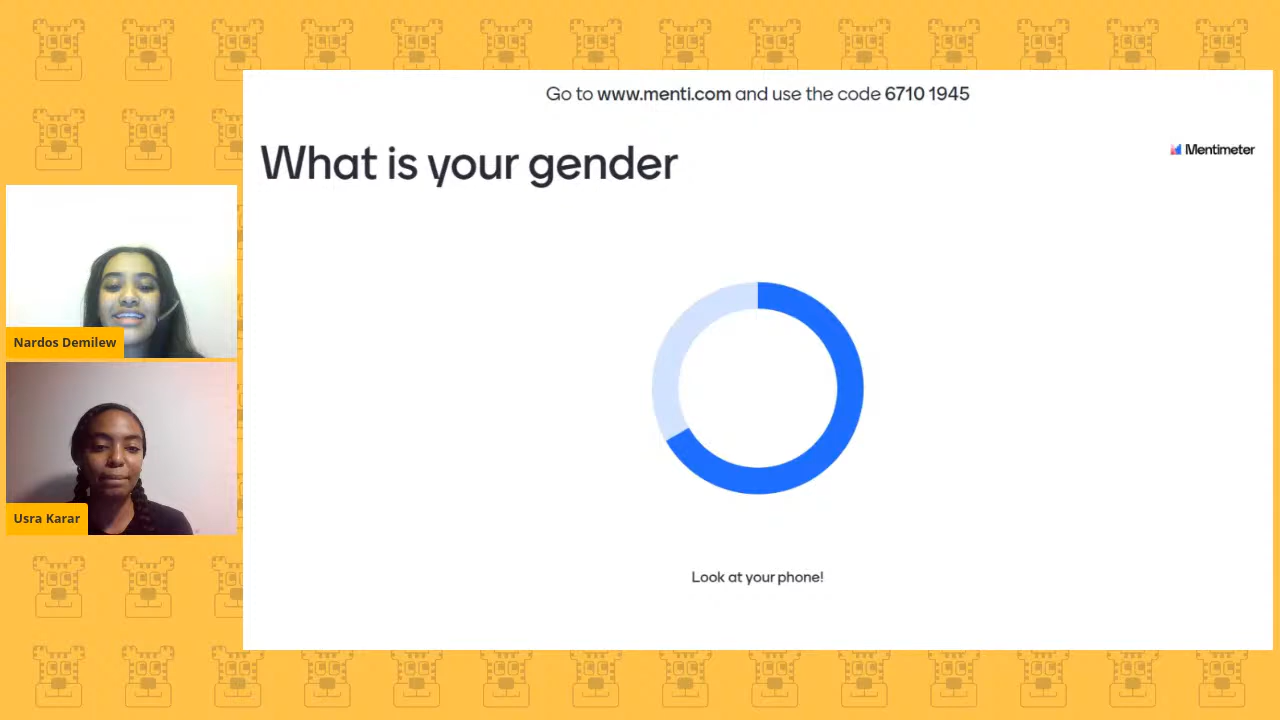 Go to www.menti.com and use the code 6710 1945
What is your gender
Mentimeter
Nardos Demilew
Usra Karar
Look at your phone!